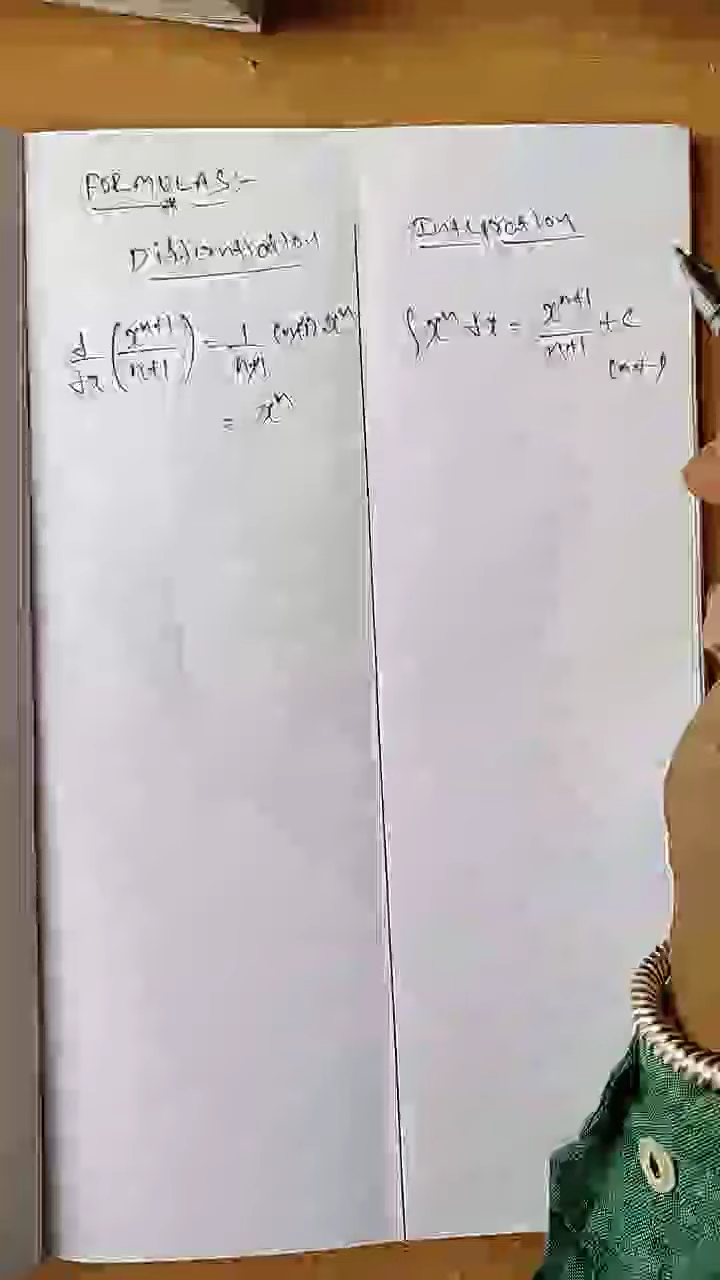 FORMULAS:-
Differentiation
d/dx (x^(n+1)/(n+1)) = 1/(n+1) (n+1).x^n
= x^n
Integration
∫ x^n dx = x^(n+1)/(n+1) + c
(n≠-1)